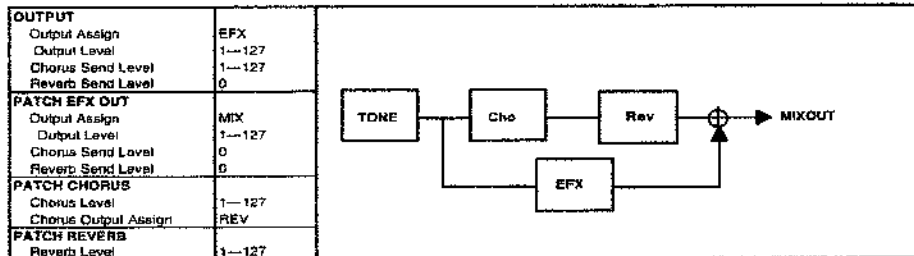 OUTPUT
Output Assign EFX
Output Level 1—127
Chorus Send Level 1—127
Reverb Send Level 0
PATCH EFX OUT
Output Assign MIX
Output Level 1—127
Chorus Send Level 0
Reverb Send Level 0
PATCH CHORUS
Chorus Level 1—127
Chorus Output Assign REV
PATCH REVERB
Reverb Level 1—127
TONE
Cho
Rev
MIXOUT
EFX